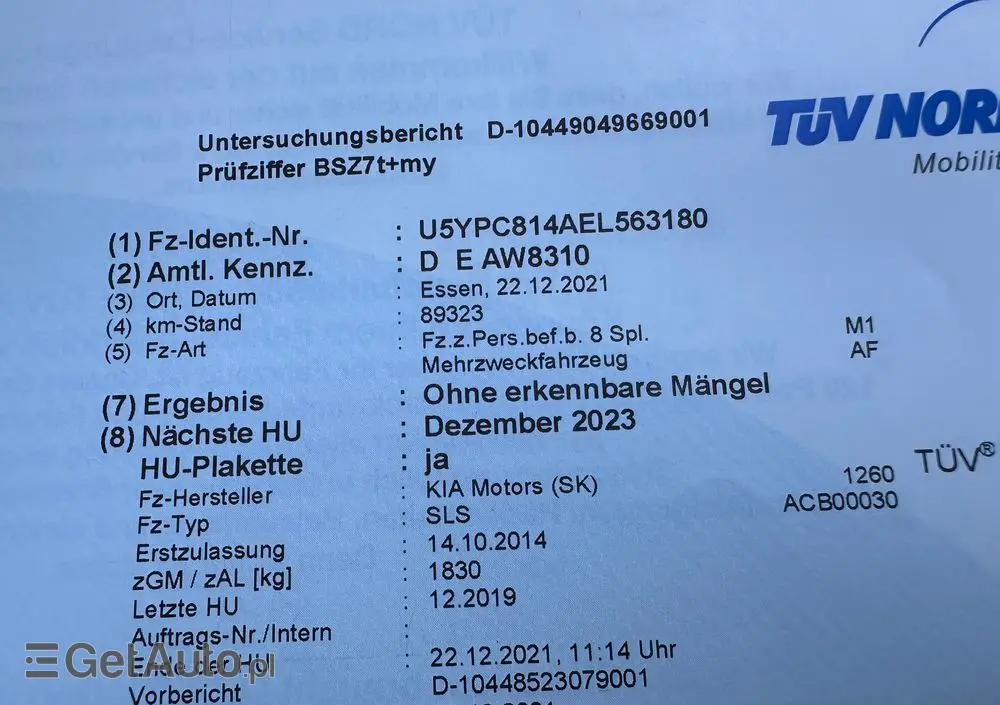 Untersuchungsbericht D-10449049669001
Prüfziffer BSZ7t+my
TÜV NOR
Mobilit
(1) Fz-Ident.-Nr. : U5YPC814AEL563180
(2) Amtl. Kennz. : D E AW8310
(3) Ort, Datum : Essen, 22.12.2021
(4) km-Stand : 89323
(5) Fz-Art : Fz.z.Pers.bef.b. 8 Spl. M1
Mehrzweckfahrzeug AF
(7) Ergebnis : Ohne erkennbare Mängel
(8) Nächste HU : Dezember 2023
HU-Plakette : ja
TÜV®
Fz-Hersteller : KIA Motors (SK) 1260
Fz-Typ : SLS ACB00030
Erstzulassung : 14.10.2014
zGM / zAL [kg] : 1830
Letzte HU : 12.2019
Auftrags-Nr./Intern :
Ende der HU : 22.12.2021, 11:14 Uhr
Vorbericht : D-10448523079001
GetAuto.pl